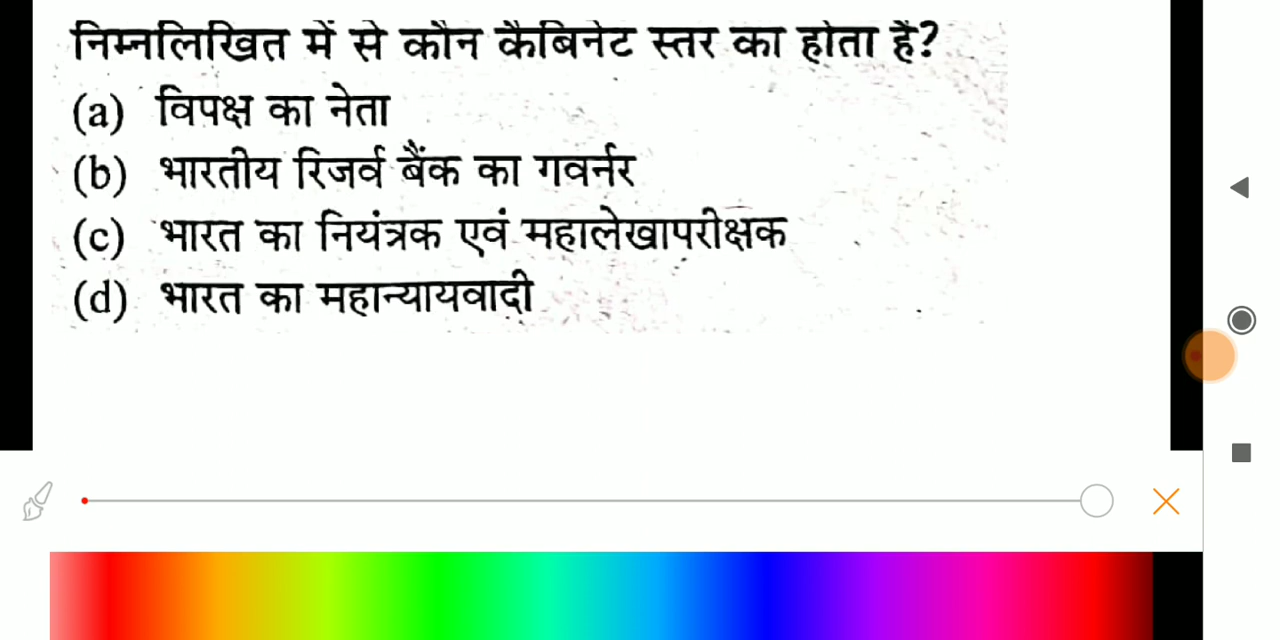 निम्नलिखित में से कौन कैबिनेट स्तर का होता है?
(a) विपक्ष का नेता
(b) भारतीय रिजर्व बैंक का गवर्नर
(c) भारत का नियंत्रक एवं महालेखापरीक्षक
(d) भारत का महान्यायवादी